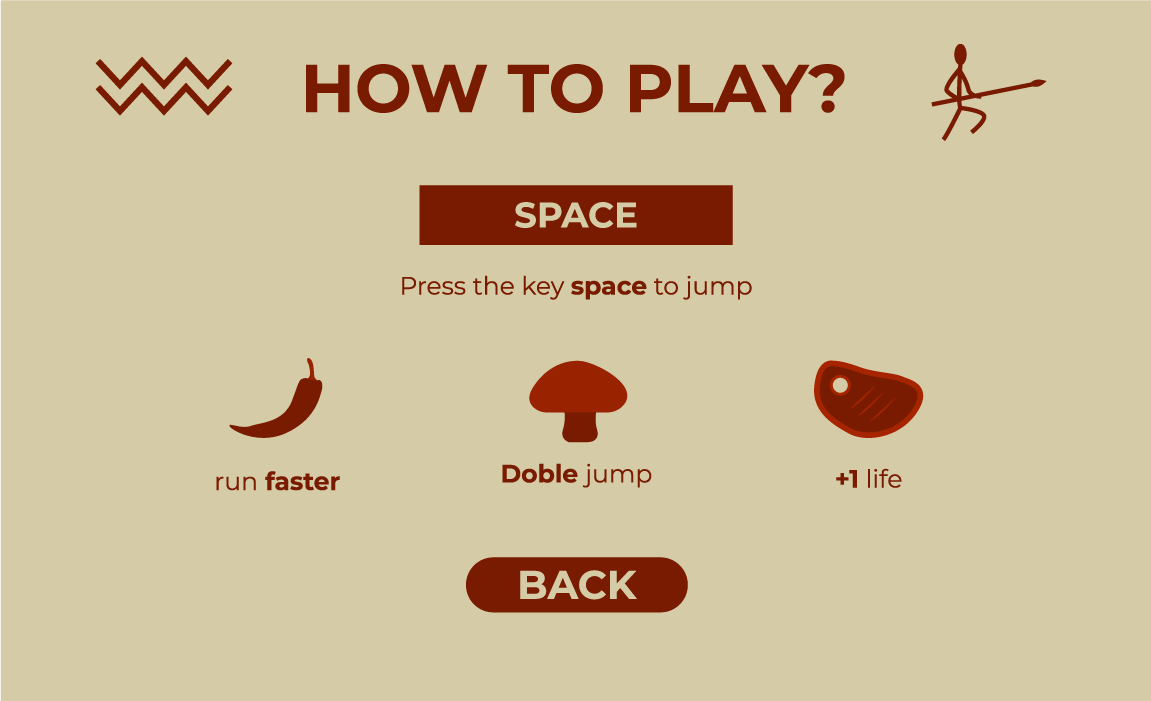 HOW TO PLAY?
SPACE
Press the key space to jump
run faster
Doble jump
+1 life
BACK